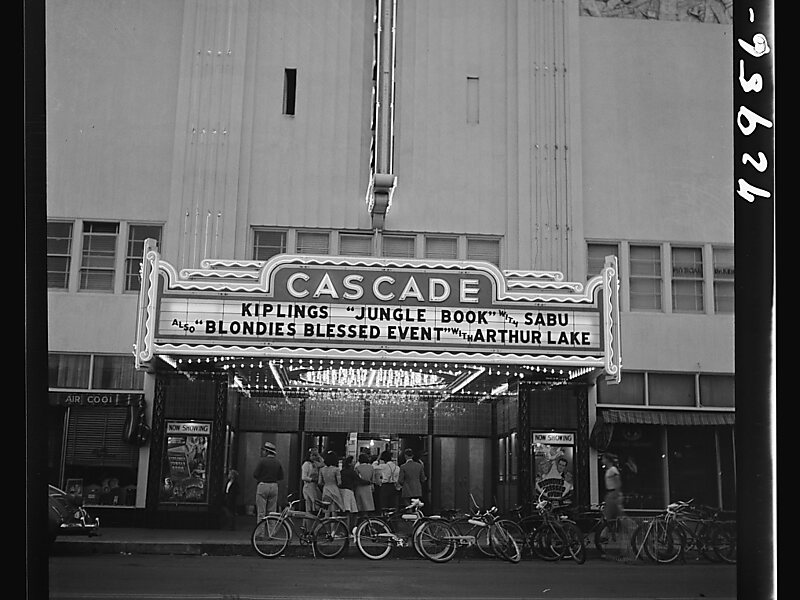 CASCADE
KIPLINGS "JUNGLE BOOK" WITH SABU
ALSO "BLONDIES BLESSED EVENT" WITH ARTHUR LAKE
AIR COOL
NOW SHOWING
NOW SHOWING
42956-